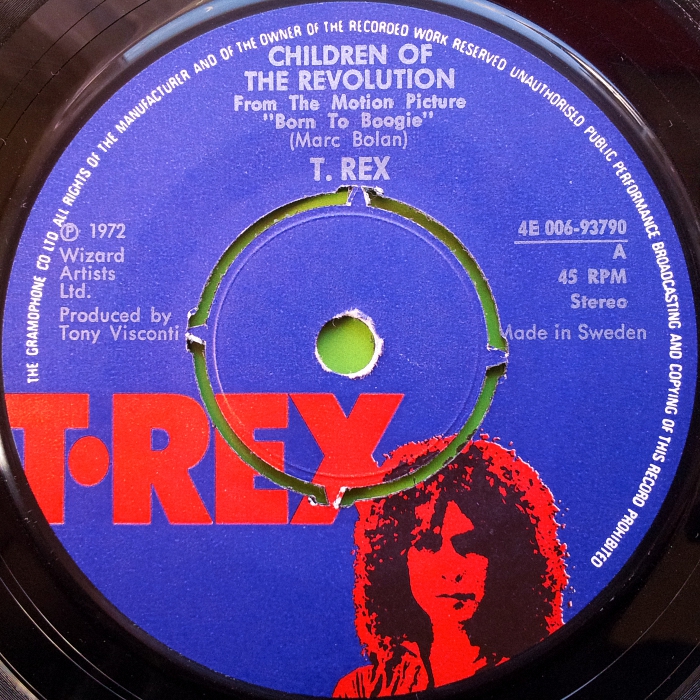 THE GRAMOPHONE CO LTD ALL RIGHTS OF THE MANUFACTURER AND OF THE OWNER OF THE RECORDED WORK RESERVED UNAUTHORISED PUBLIC PERFORMANCE BROADCASTING AND COPYING OF THIS RECORD PROHIBITED
CHILDREN OF
THE REVOLUTION
From The Motion Picture
"Born To Boogie"
(Marc Bolan)
T. REX
℗ 1972
Wizard
Artists
Ltd.
Produced by
Tony Visconti
4E 006-93790
A
45 RPM
Stereo
Made in Sweden
T·REX